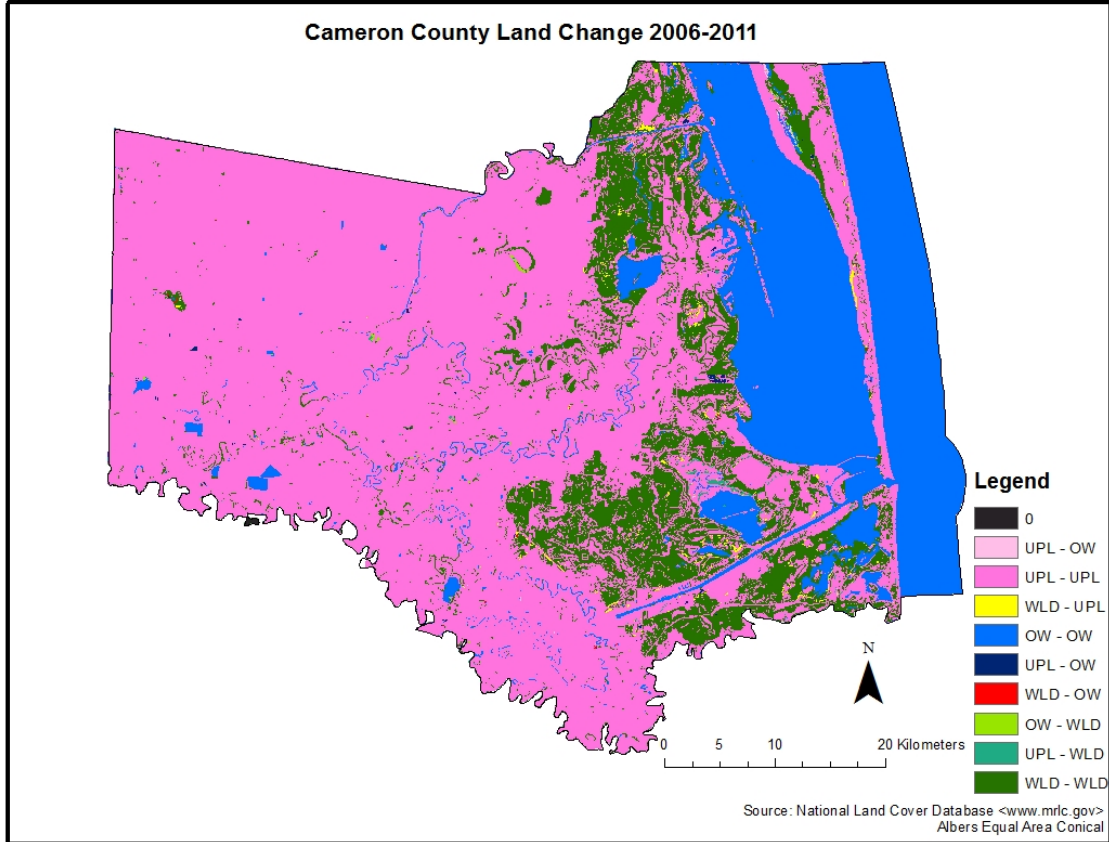 Cameron County Land Change 2006-2011
Legend
0
UPL - OW
UPL - UPL
WLD - UPL
OW - OW
UPL - OW
WLD - OW
OW - WLD
UPL - WLD
WLD - WLD
N
0 5 10 20 Kilometers
Source: National Land Cover Database <www.mrlc.gov>
Albers Equal Area Conical